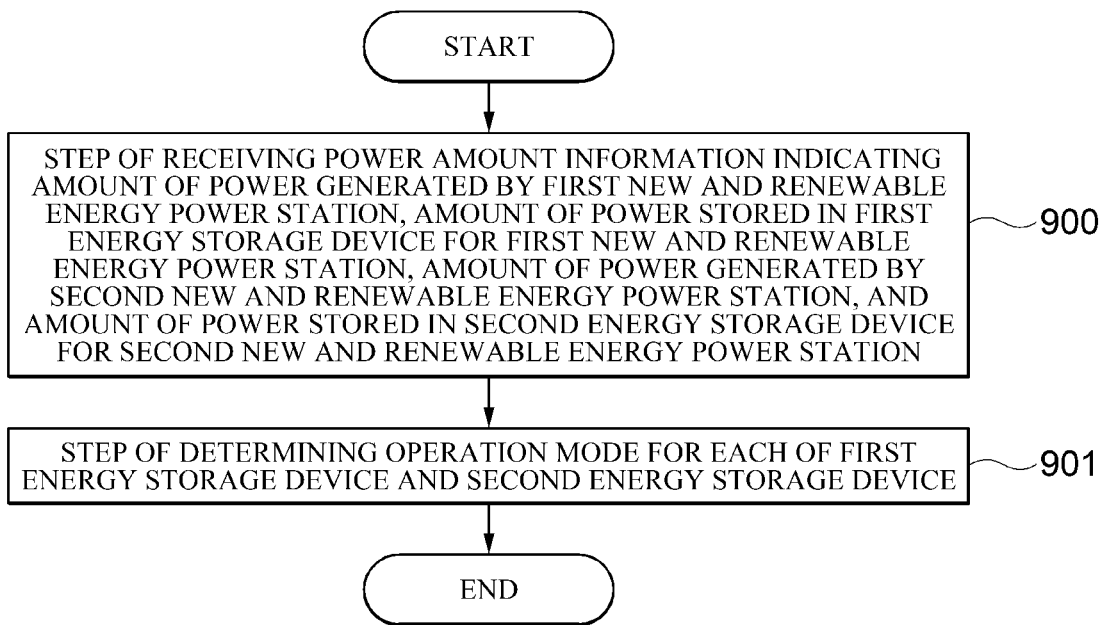 START
STEP OF RECEIVING POWER AMOUNT INFORMATION INDICATING
AMOUNT OF POWER GENERATED BY FIRST NEW AND RENEWABLE
ENERGY POWER STATION, AMOUNT OF POWER STORED IN FIRST
ENERGY STORAGE DEVICE FOR FIRST NEW AND RENEWABLE
ENERGY POWER STATION, AMOUNT OF POWER GENERATED BY
SECOND NEW AND RENEWABLE ENERGY POWER STATION, AND
AMOUNT OF POWER STORED IN SECOND ENERGY STORAGE DEVICE
FOR SECOND NEW AND RENEWABLE ENERGY POWER STATION
900
STEP OF DETERMINING OPERATION MODE FOR EACH OF FIRST
ENERGY STORAGE DEVICE AND SECOND ENERGY STORAGE DEVICE
901
END